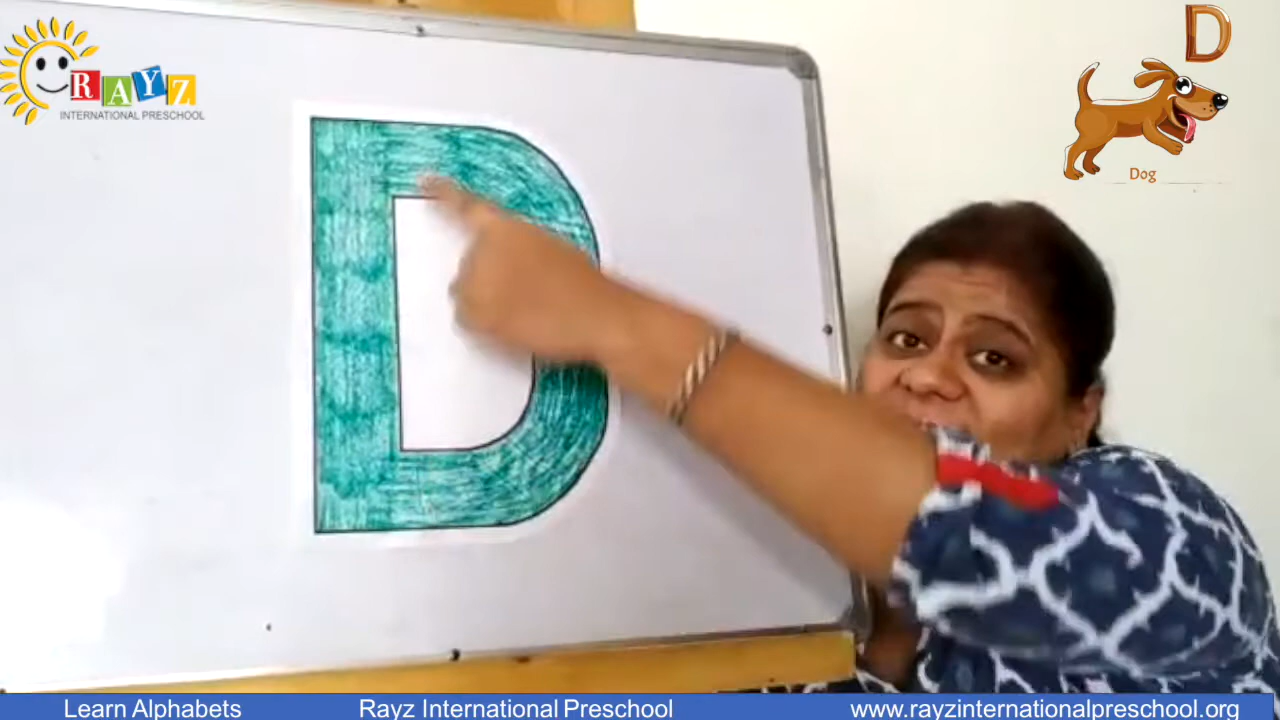 RAYZ
INTERNATIONAL PRESCHOOL
D
Dog
D
Learn Alphabets Rayz International Preschool www.rayzinternationalpreschool.org